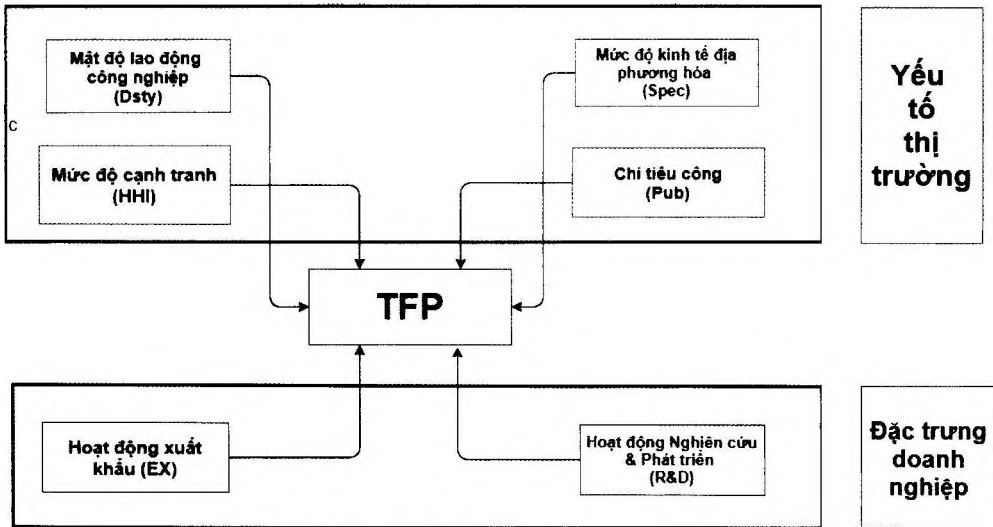 Mật độ lao động
công nghiệp
(Dsty)
Mức độ kinh tế địa
phương hóa
(Spec)
Yếu
tố
thị
trường
C
Mức độ cạnh tranh
(HHI)
Chi tiêu công
(Pub)
TFP
Hoạt động xuất
khẩu (EX)
Hoạt động Nghiên cứu
& Phát triển
(R&D)
Đặc trưng
doanh
nghiệp